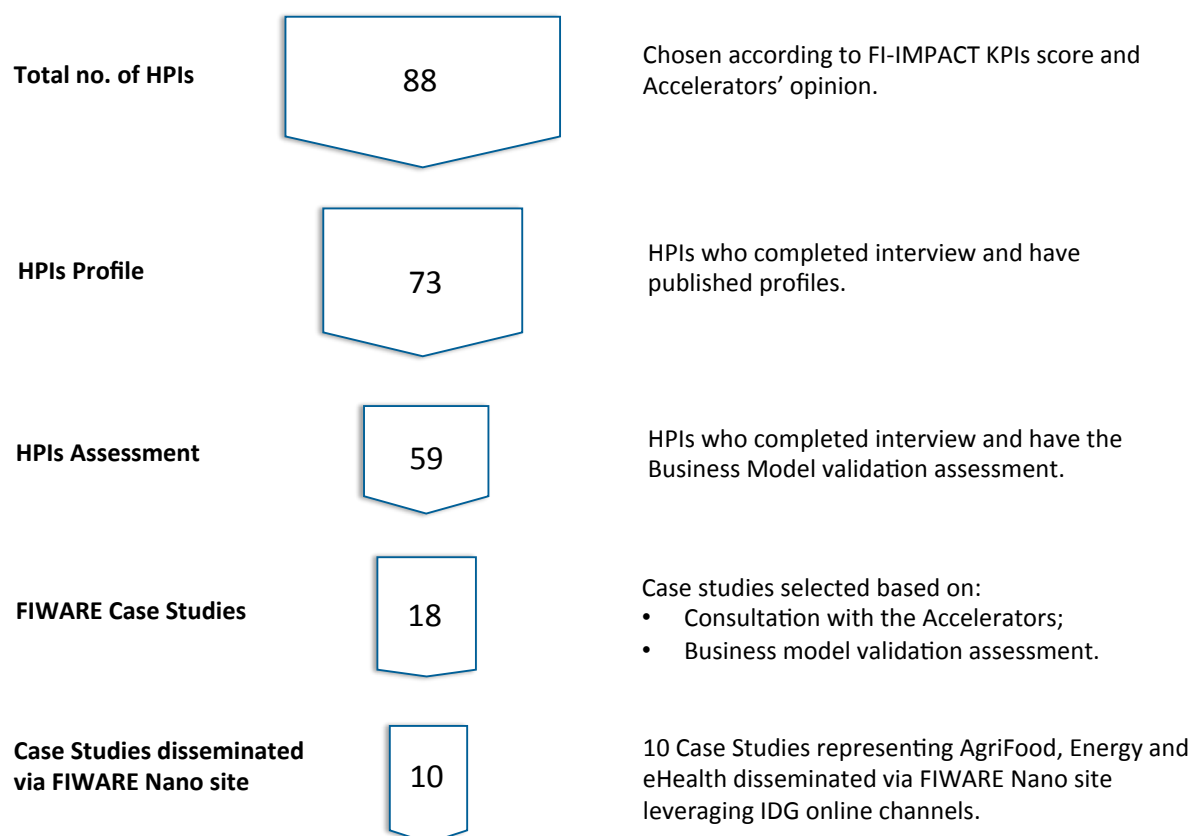 Total no. of HPIs
88
Chosen according to FI-IMPACT KPIs score and
Accelerators’ opinion.
HPIs Profile
73
HPIs who completed interview and have
published profiles.
HPIs Assessment
59
HPIs who completed interview and have the
Business Model validation assessment.
FIWARE Case Studies
18
Case studies selected based on:
• Consultation with the Accelerators;
• Business model validation assessment.
Case Studies disseminated
via FIWARE Nano site
10
10 Case Studies representing AgriFood, Energy and
eHealth disseminated via FIWARE Nano site
leveraging IDG online channels.